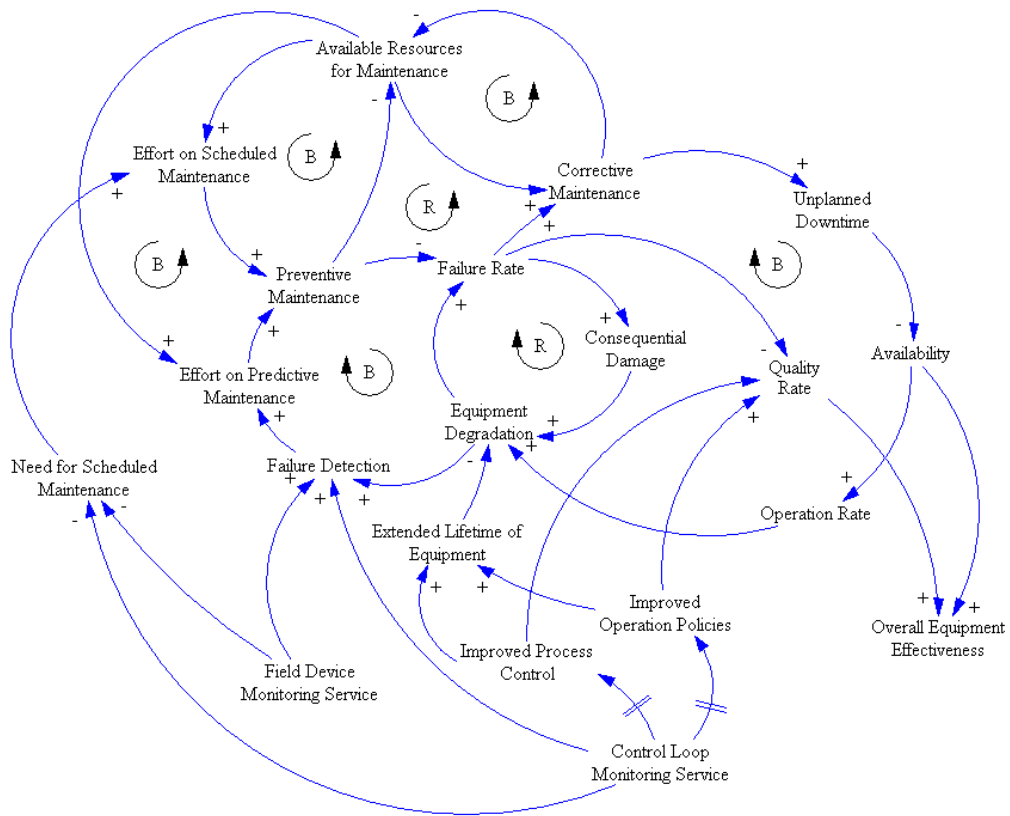 Available Resources
for Maintenance
-
-
B
+
Effort on Scheduled
Maintenance
B
Corrective
Maintenance
+
Unplanned
Downtime
+
R
+
+
B
+
-
Failure Rate
B
Preventive
Maintenance
+
+
Consequential
Damage
-
Availability
+
+
R
-
Quality
Rate
Effort on Predictive
Maintenance
B
+
Equipment
Degradation
+
+
+
Need for Scheduled
Maintenance
Failure Detection
-
+
+
+
+
-
-
Operation Rate
Extended Lifetime of
Equipment
+
+
Improved
Operation Policies
+
+
Overall Equipment
Effectiveness
Improved Process
Control
Field Device
Monitoring Service
Control Loop
Monitoring Service